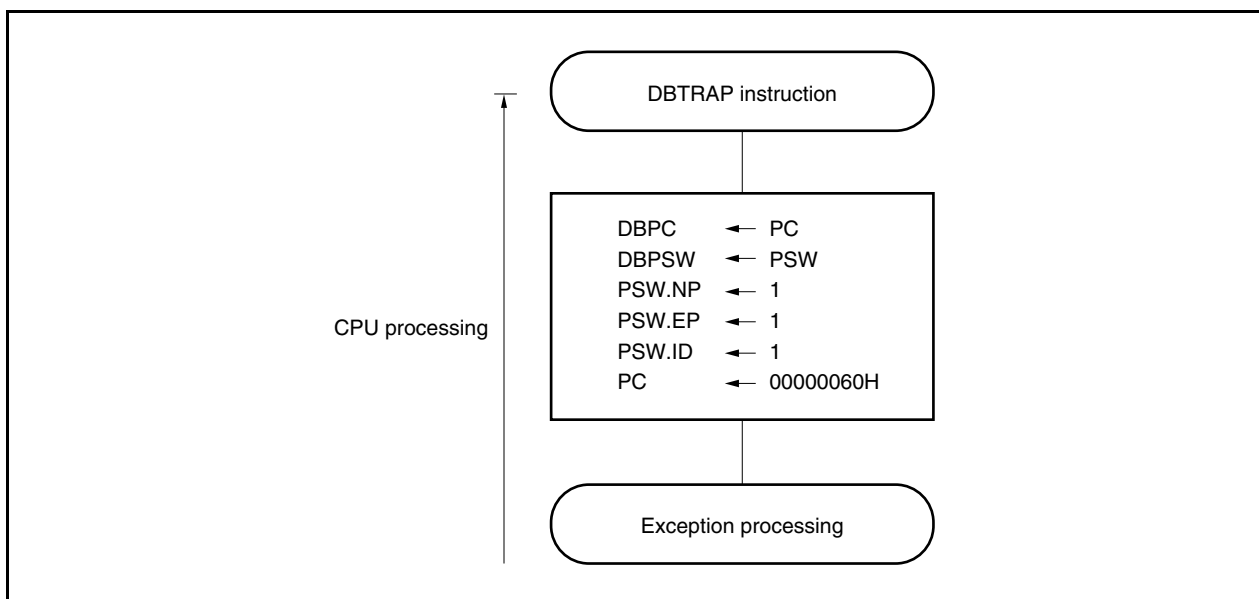 DBTRAP instruction
CPU processing
DBPC ← PC
DBPSW ← PSW
PSW.NP ← 1
PSW.EP ← 1
PSW.ID ← 1
PC ← 00000060H
Exception processing